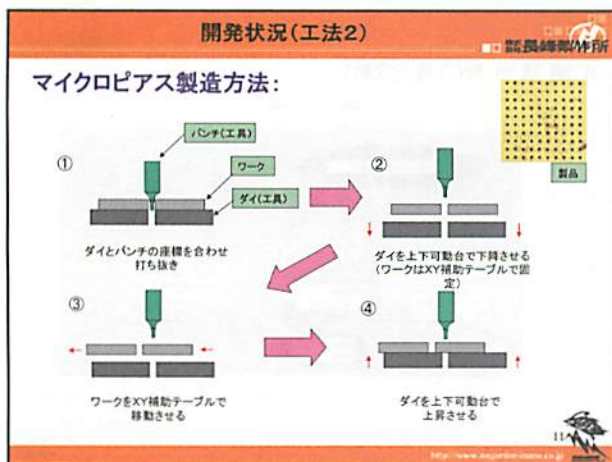 開発状況(工法2)
株式会社長峰製作所
マイクロピアス製造方法:
製品
①
パンチ(工具)
ワーク
ダイ(工具)
ダイとパンチの座標を合わせ
打ち抜き
②
ダイを上下可動台で下降させる
(ワークはXY補助テーブルで固
定)
③
ワークをXY補助テーブルで
移動させる
④
ダイを上下可動台で
上昇させる
11